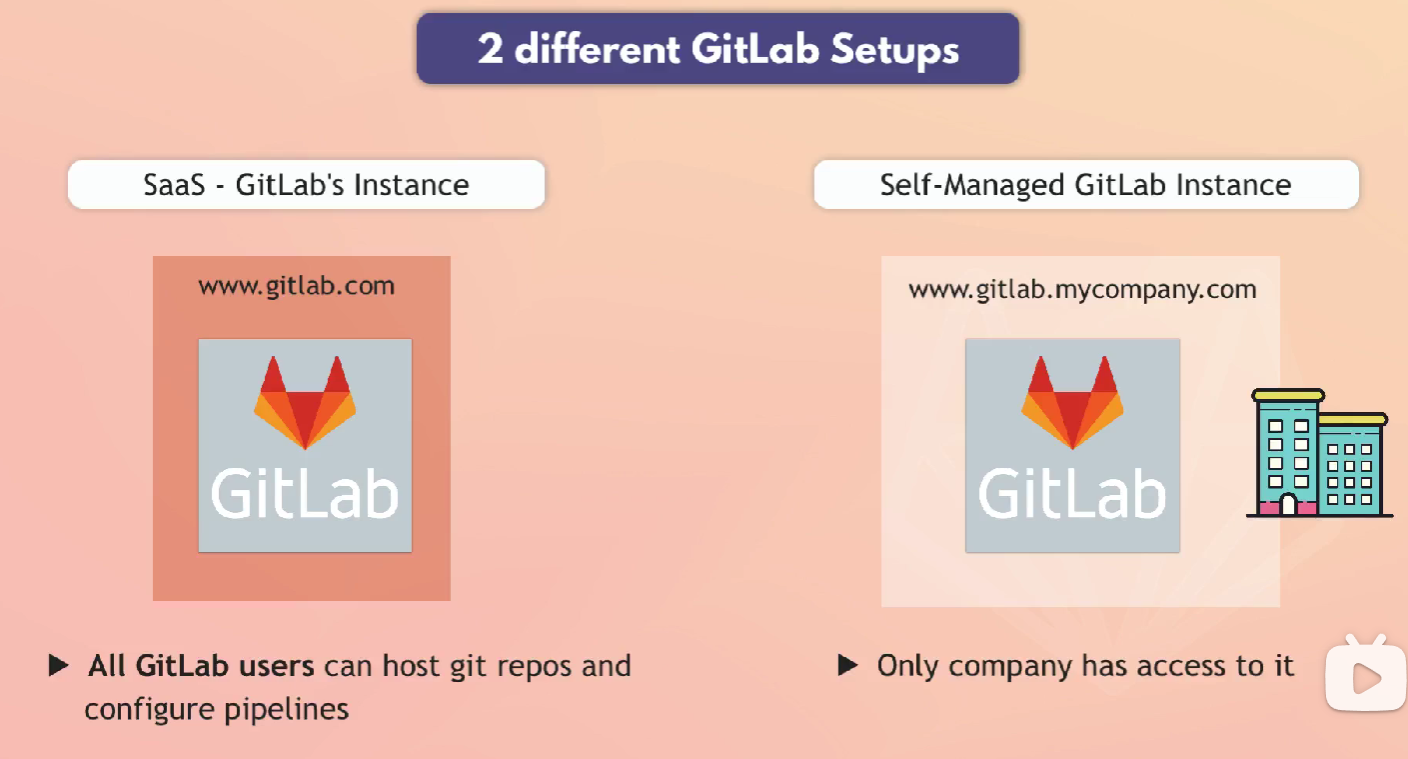 2 different GitLab Setups
SaaS - GitLab's Instance
www.gitlab.com
GitLab
▶ All GitLab users can host git repos and
configure pipelines
Self-Managed GitLab Instance
www.gitlab.mycompany.com
GitLab
▶ Only company has access to it